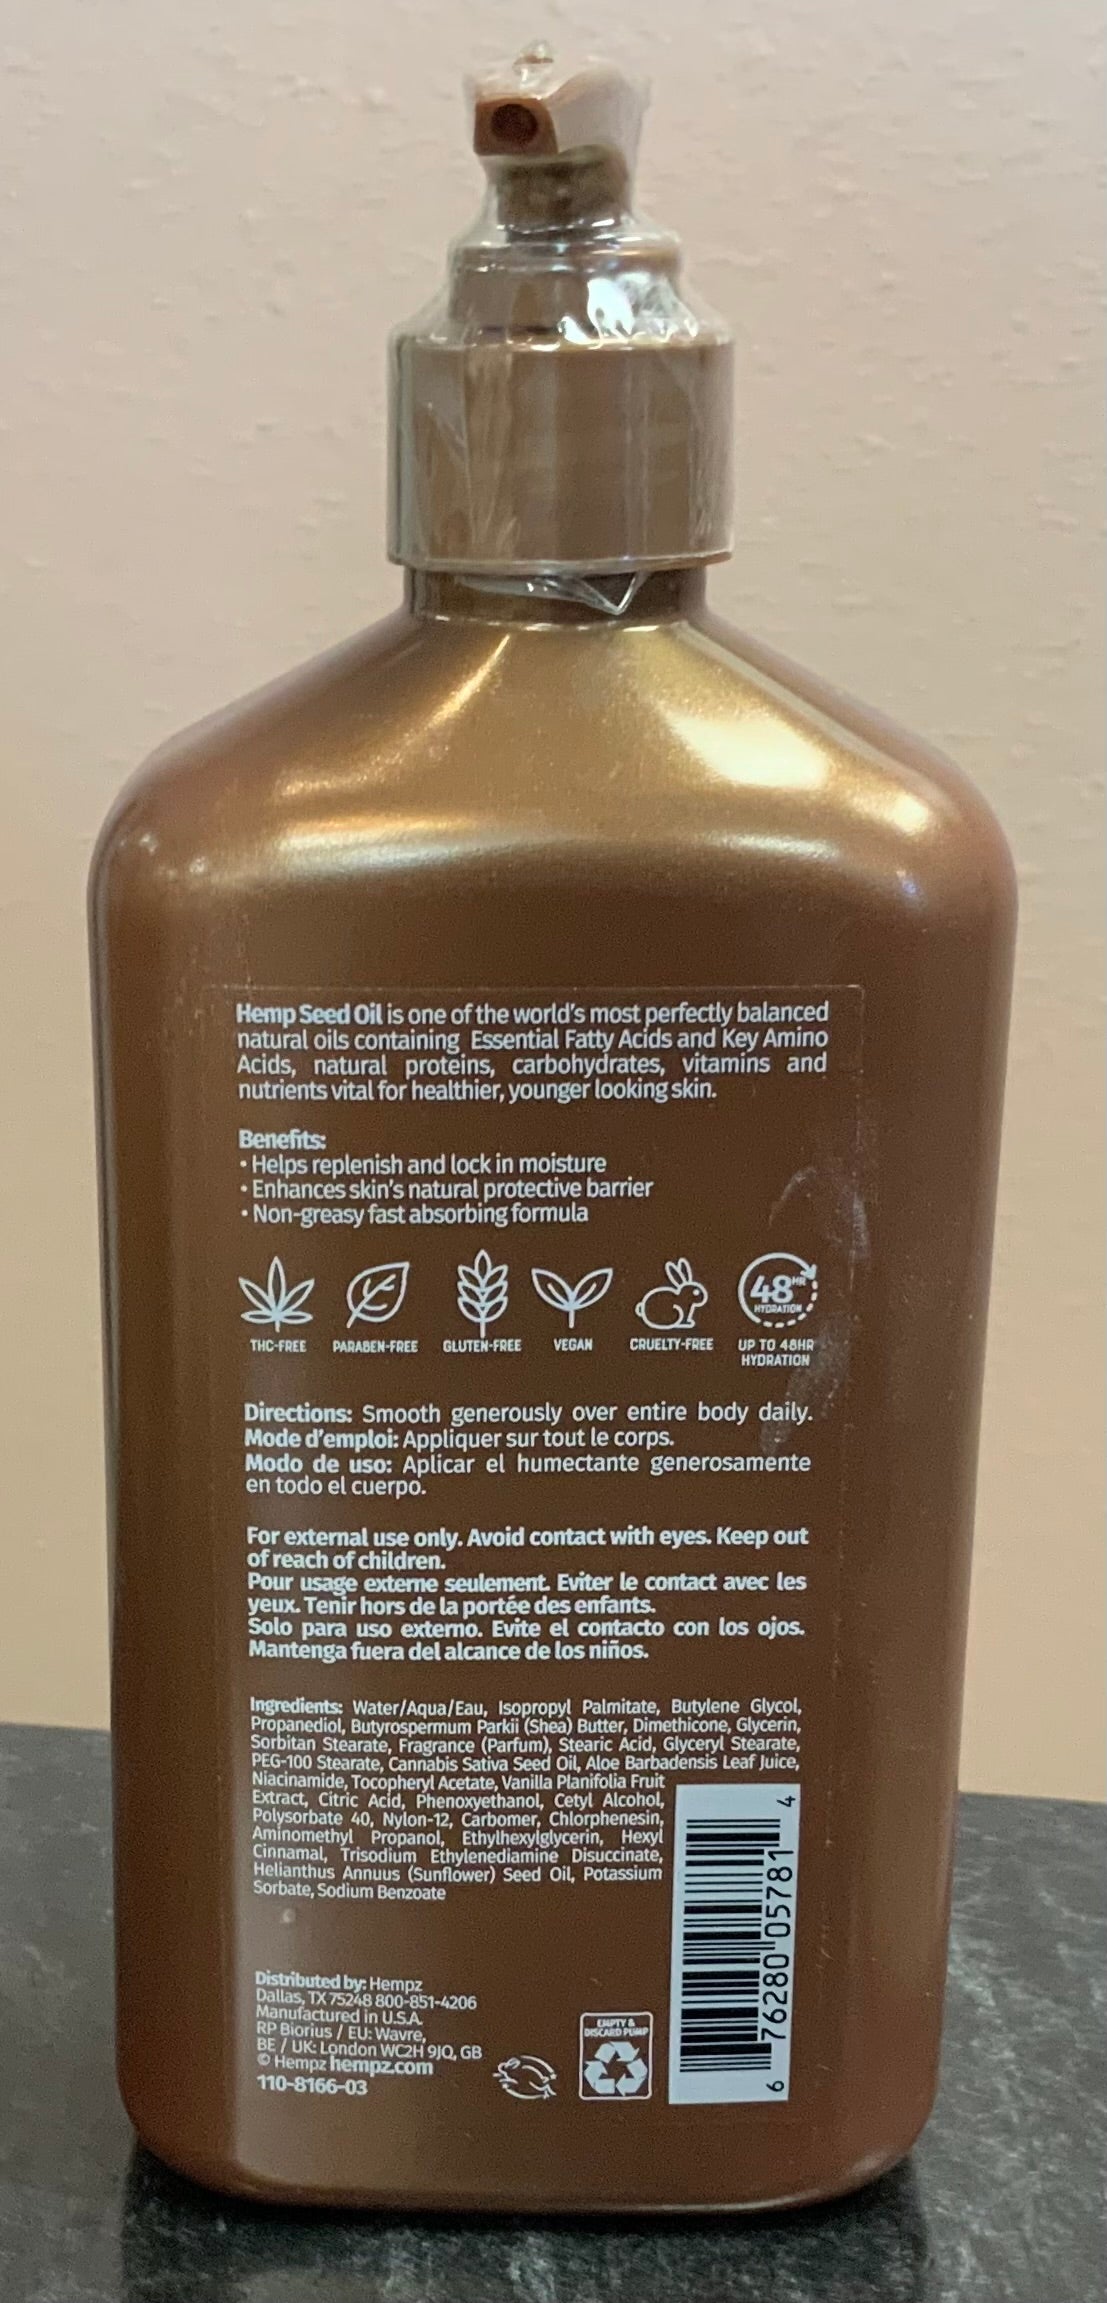 Hemp Seed Oil is one of the world's most perfectly balanced
natural oils containing Essential Fatty Acids and Key Amino
Acids, natural proteins, carbohydrates, vitamins and
nutrients vital for healthier, younger looking skin.
Benefits:
• Helps replenish and lock in moisture
• Enhances skin's natural protective barrier
• Non-greasy fast absorbing formula
48HR
HYDRATION
THC-FREE PARABEN-FREE GLUTEN-FREE VEGAN CRUELTY-FREE UP TO 48HR
HYDRATION
Directions: Smooth generously over entire body daily.
Mode d'emploi: Appliquer sur tout le corps.
Modo de uso: Aplicar el humectante generosamente
en todo el cuerpo.
For external use only. Avoid contact with eyes. Keep out
of reach of children.
Pour usage externe seulement. Eviter le contact avec les
yeux. Tenir hors de la portée des enfants.
Solo para uso externo. Evite el contacto con los ojos.
Mantenga fuera del alcance de los niños.
Ingredients: Water/Aqua/Eau, Isopropyl Palmitate, Butylene Glycol,
Propanediol, Butyrospermum Parkii (Shea) Butter, Dimethicone, Glycerin,
Sorbitan Stearate, Fragrance (Parfum), Stearic Acid, Glyceryl Stearate,
PEG-100 Stearate, Cannabis Sativa Seed Oil, Aloe Barbadensis Leaf Juice,
Niacinamide, Tocopheryl Acetate, Vanilla Planifolia Fruit
Extract, Citric Acid, Phenoxyethanol, Cetyl Alcohol,
Polysorbate 40, Nylon-12, Carbomer, Chlorphenesin,
Aminomethyl Propanol, Ethylhexylglycerin, Hexyl
Cinnamal, Trisodium Ethylenediamine Disuccinate,
Helianthus Annuus (Sunflower) Seed Oil, Potassium
Sorbate, Sodium Benzoate
Distributed by: Hempz
Dallas, TX 75248 800-851-4206
Manufactured in U.S.A.
RP Biorius / EU: Wavre,
BE / UK: London WC2H 9JQ, GB
© Hempz hempz.com
110-8166-03
EMPTY &
DISCARD PUMP
6 76280 05781 4